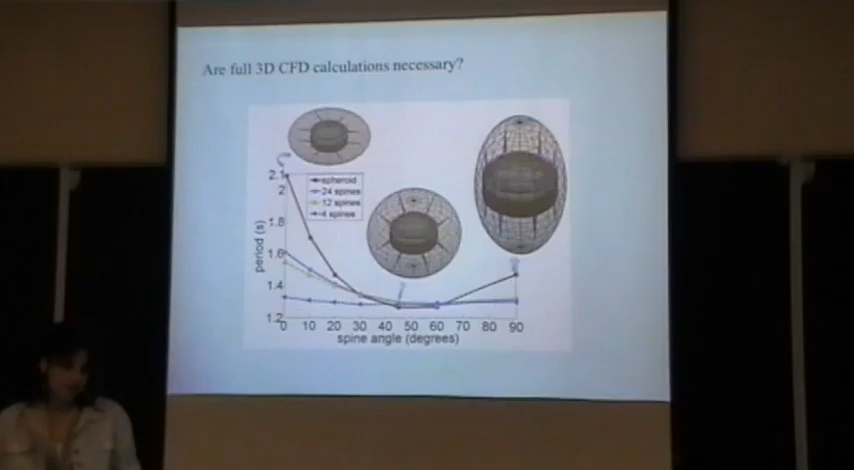 Are full 3D CFD calculations necessary?
2.1
2
1.8
1.6
1.4
1.2
period (s)
spheroid
24 spines
12 spines
4 spines
0 10 20 30 40 50 60 70 80 90
spine angle (degrees)